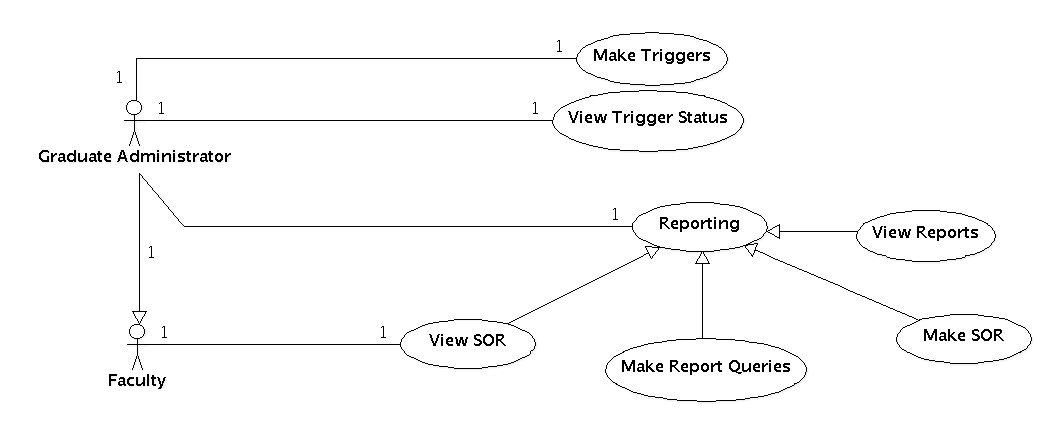 1
Make Triggers
1
1
1
View Trigger Status
Graduate Administrator
1
Reporting
View Reports
1
1
1
View SOR
Make SOR
Make Report Queries
Faculty